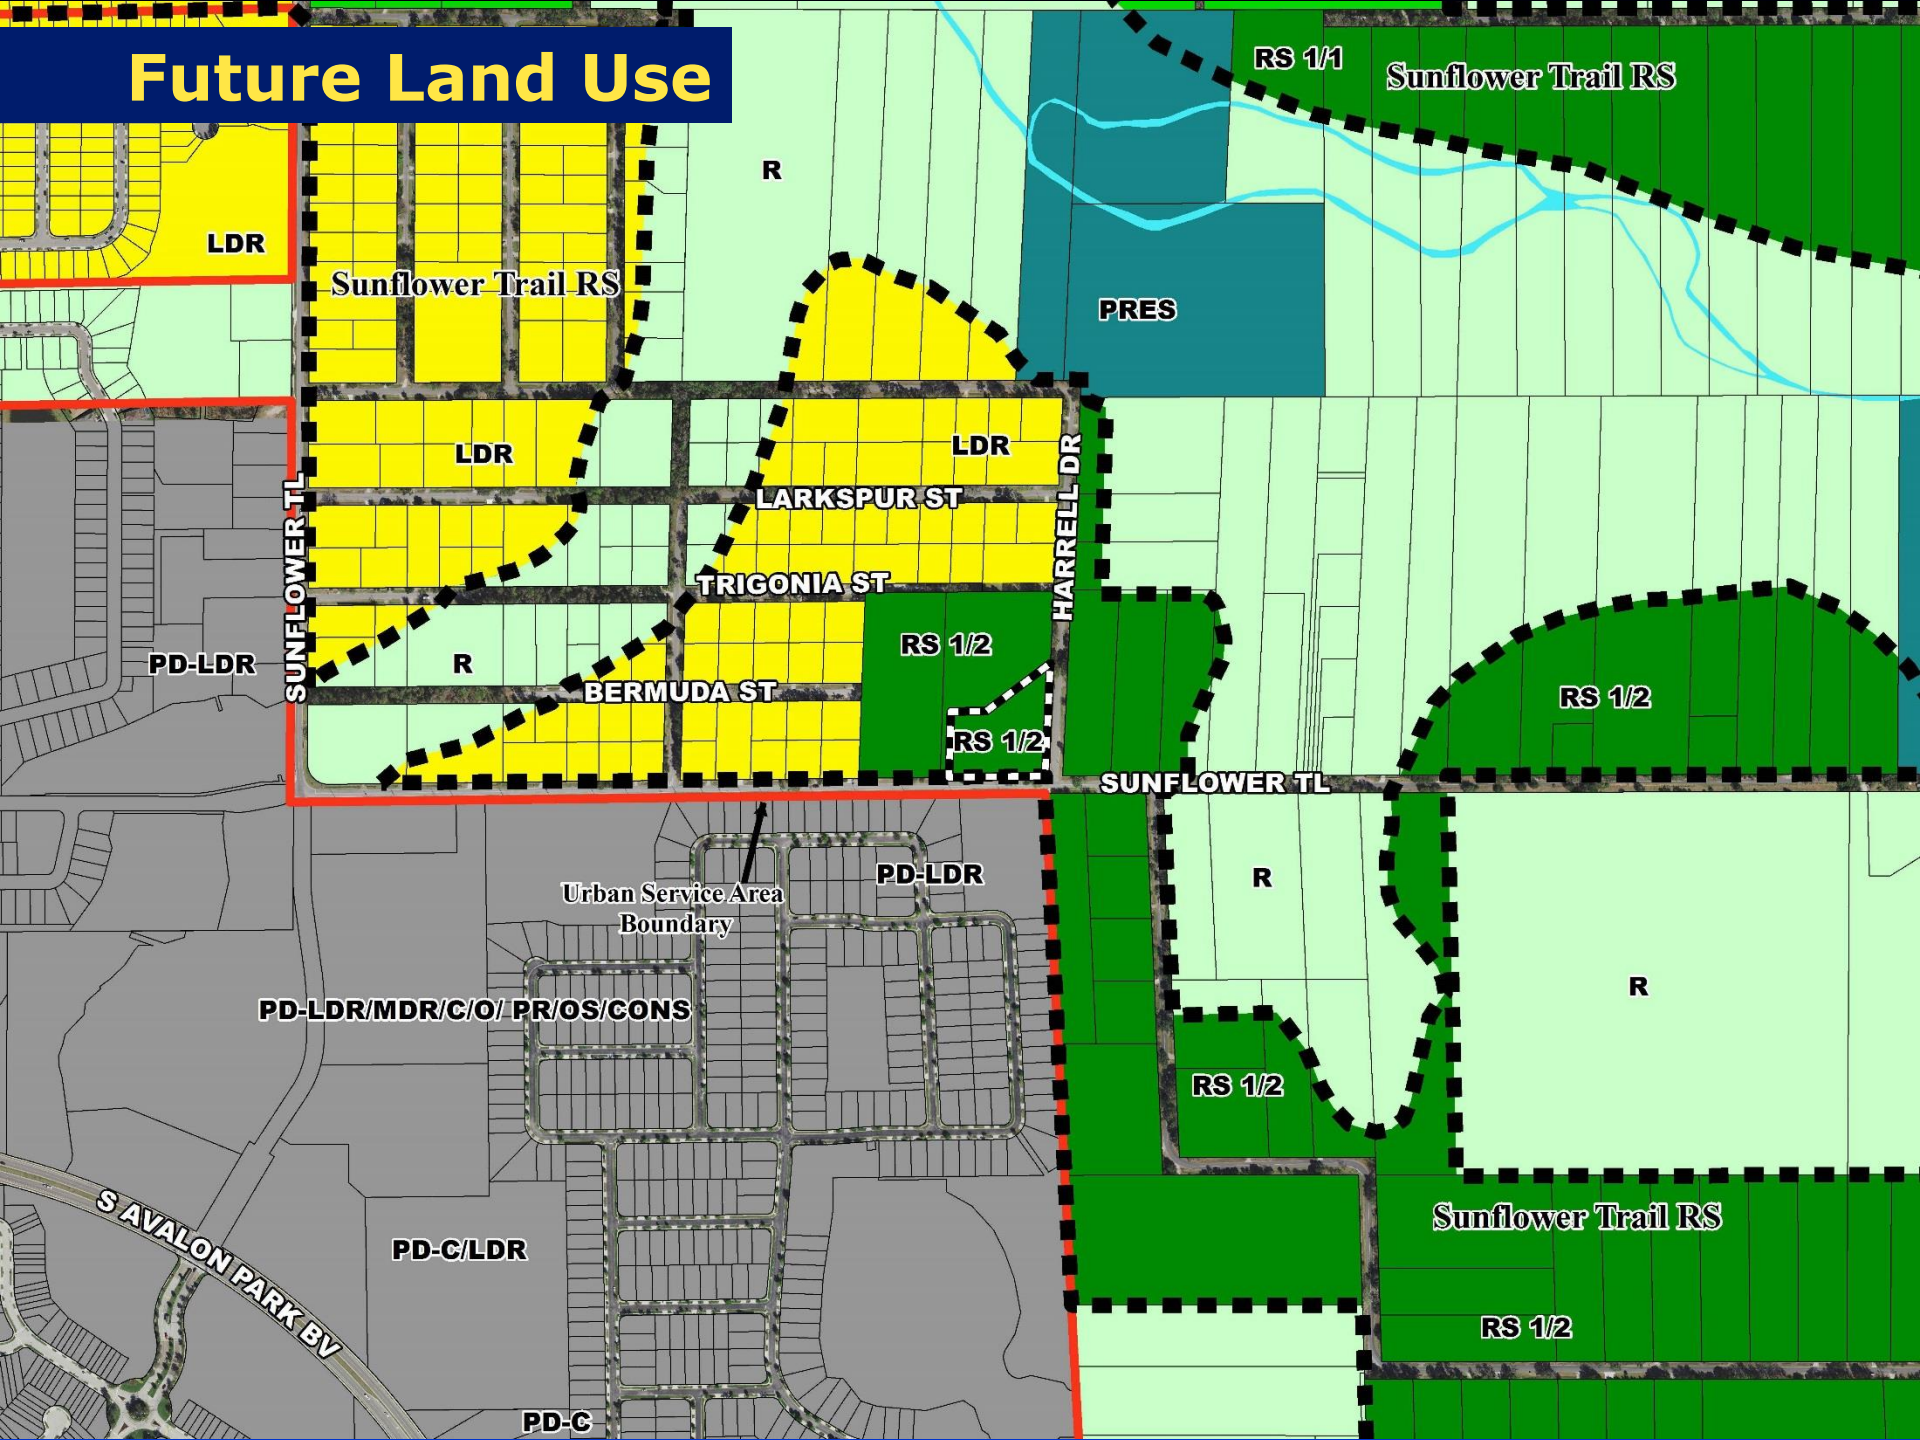 Future Land Use
RS 1/1
Sunflower Trail RS
R
LDR
Sunflower Trail RS
PRES
LDR
LDR
LARKSPUR ST
HARRELL DR
SUNFLOWER TL
TRIGONIA ST
RS 1/2
PD-LDR
R
BERMUDA ST
RS 1/2
RS 1/2
SUNFLOWER TL
PD-LDR
R
Urban Service Area
Boundary
R
PD-LDR/MDR/C/O/ PR/OS/CONS
RS 1/2
S AVALON PARK BV
Sunflower Trail RS
PD-C/LDR
RS 1/2
PD-C